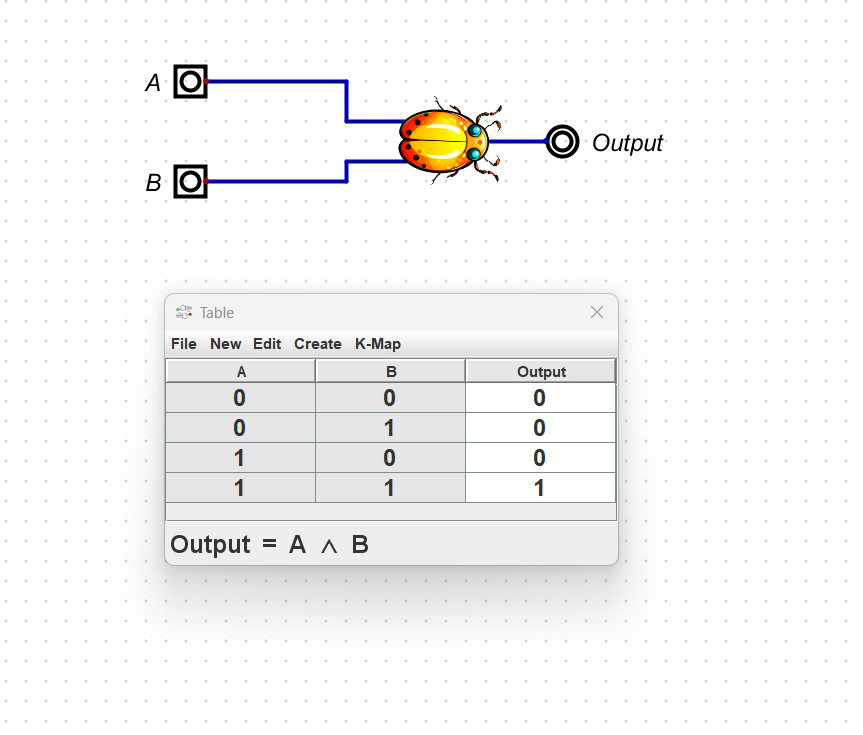 A
B
Output
Table
File New Edit Create K-Map
A B Output
0 0 0
0 1 0
1 0 0
1 1 1
Output = A ∧ B